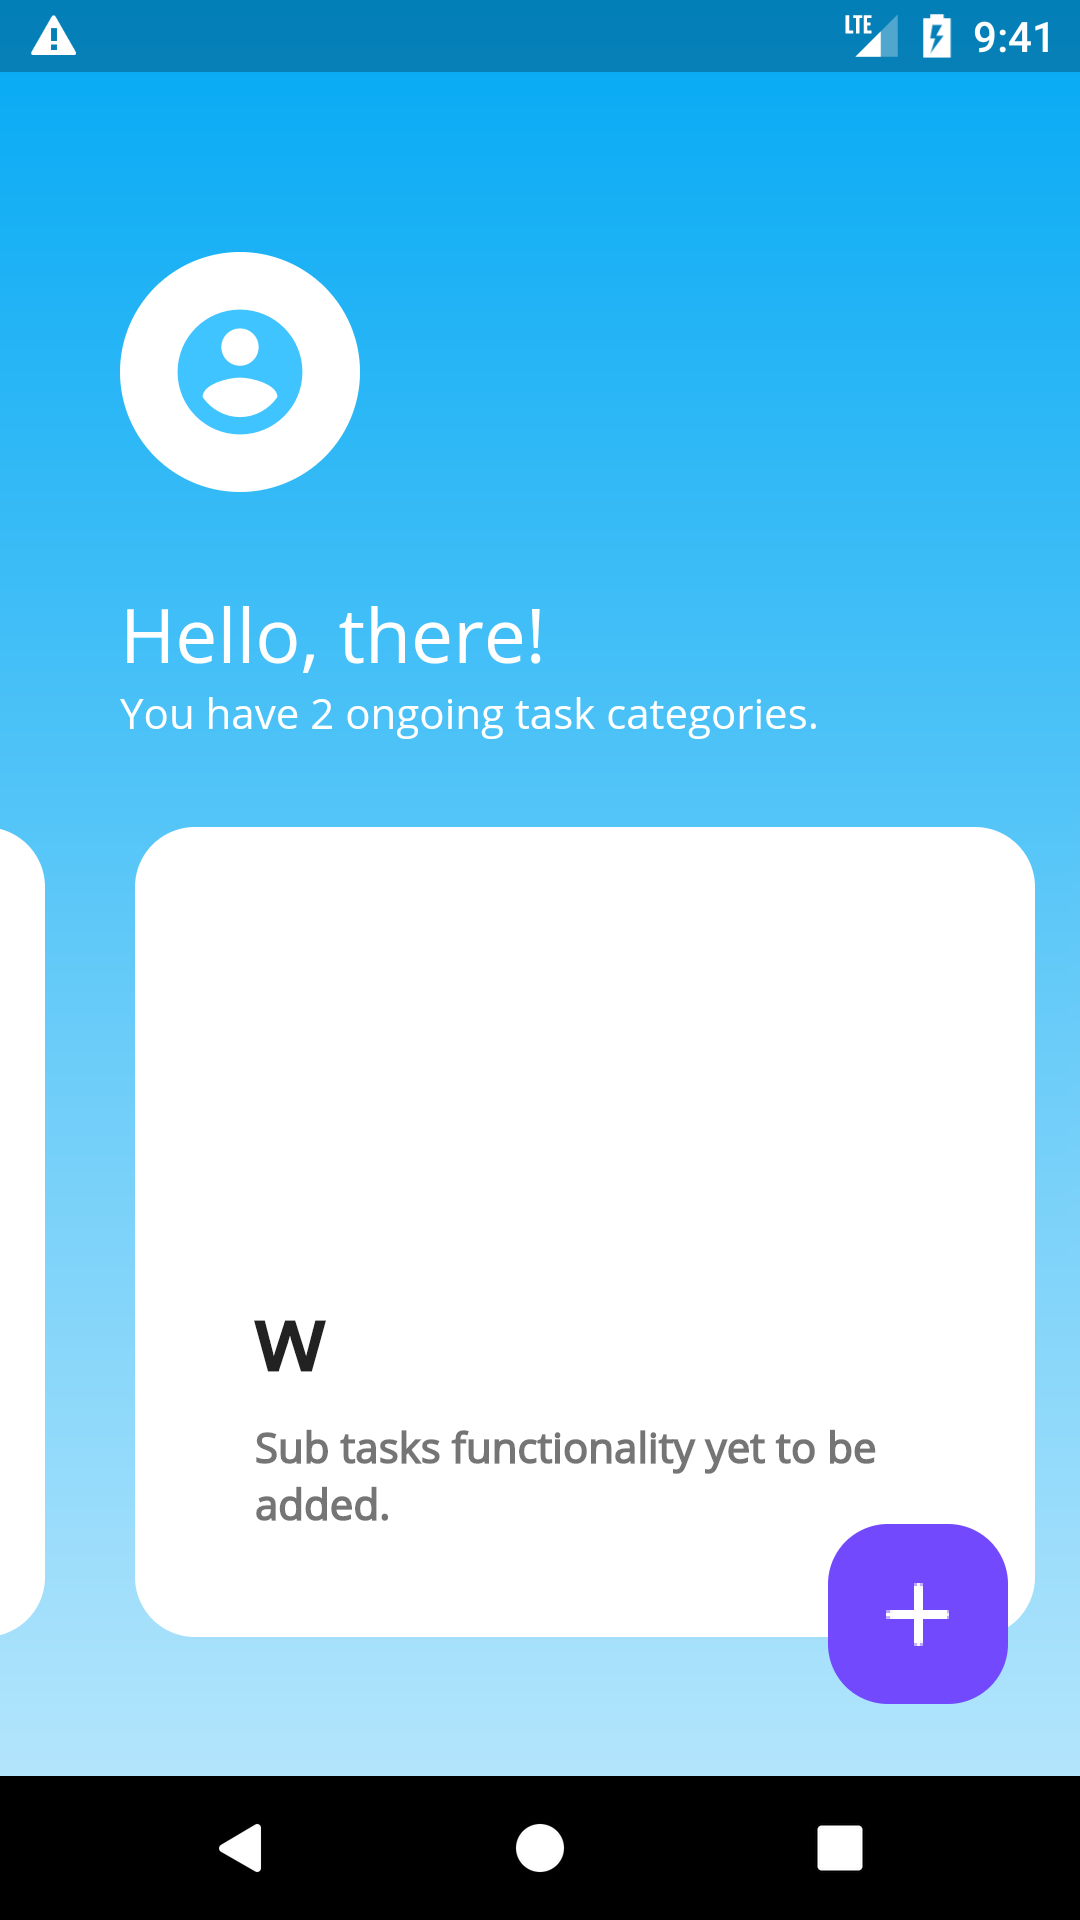 LTE 9:41
Hello, there!
You have 2 ongoing task categories.
w
Sub tasks functionality yet to be
added.